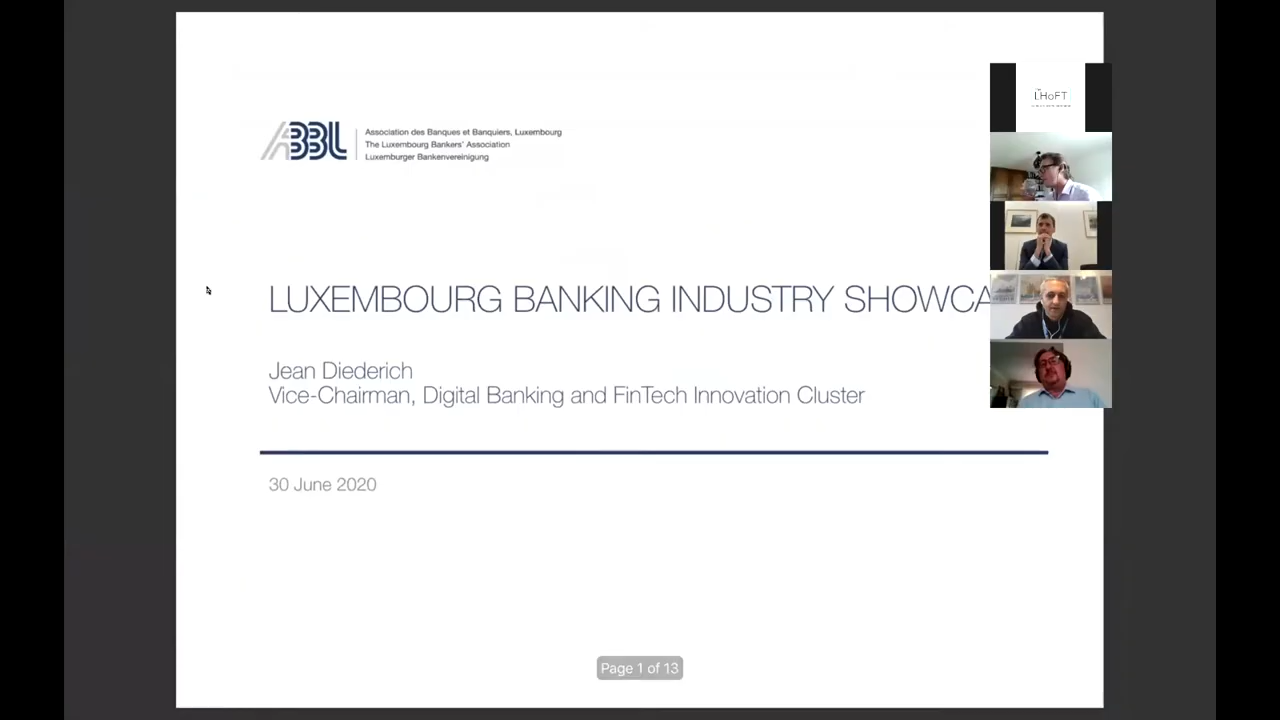 ABBL
Association des Banques et Banquiers, Luxembourg
The Luxembourg Bankers' Association
Luxemburger Bankenvereinigung
LHoFT
LUXEMBOURG BANKING INDUSTRY SHOWCA
Jean Diederich
Vice-Chairman, Digital Banking and FinTech Innovation Cluster
30 June 2020
Page 1 of 13